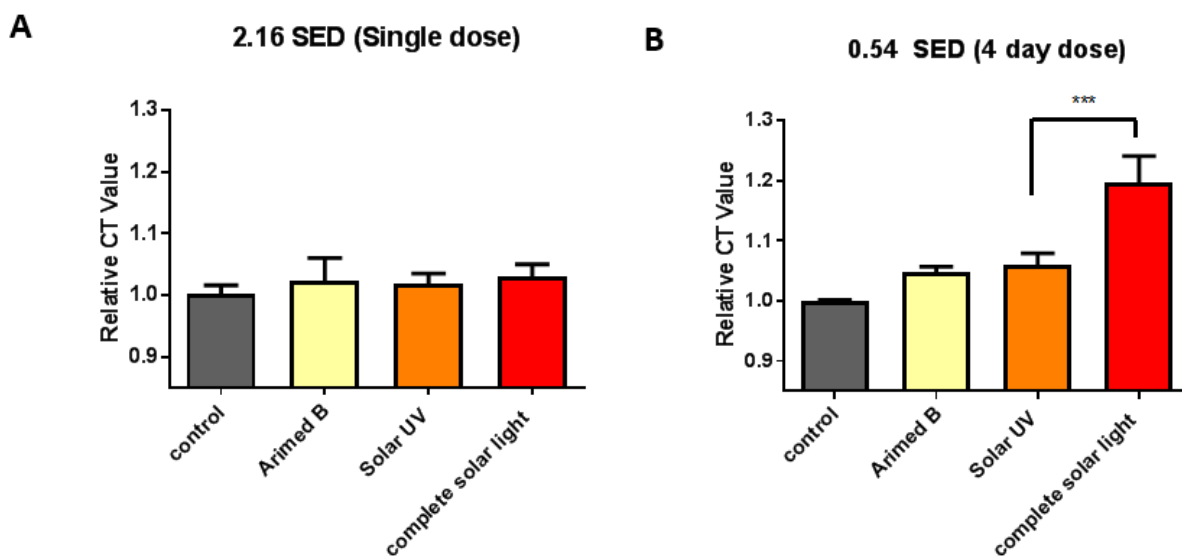 A
2.16 SED (Single dose)
Relative CT Value
1.3
1.2
1.1
1.0
0.9
control
Arimed B
Solar UV
complete solar light
B
0.54 SED (4 day dose)
***
Relative CT Value
1.3
1.2
1.1
1.0
0.9
control
Arimed B
Solar UV
complete solar light